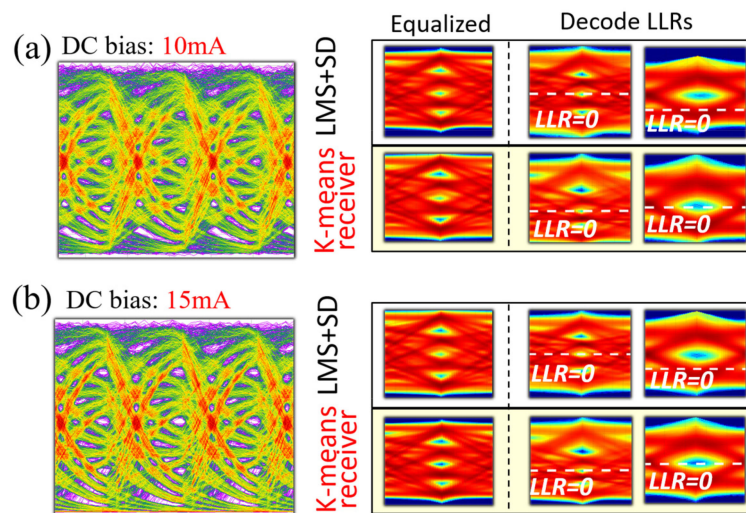 Equalized Decode LLRs
(a) DC bias: 10mA
LMS+SD
LLR=0 LLR=0
K-means
receiver
LLR=0 LLR=0
(b) DC bias: 15mA
LMS+SD
LLR=0 LLR=0
K-means
receiver
LLR=0 LLR=0